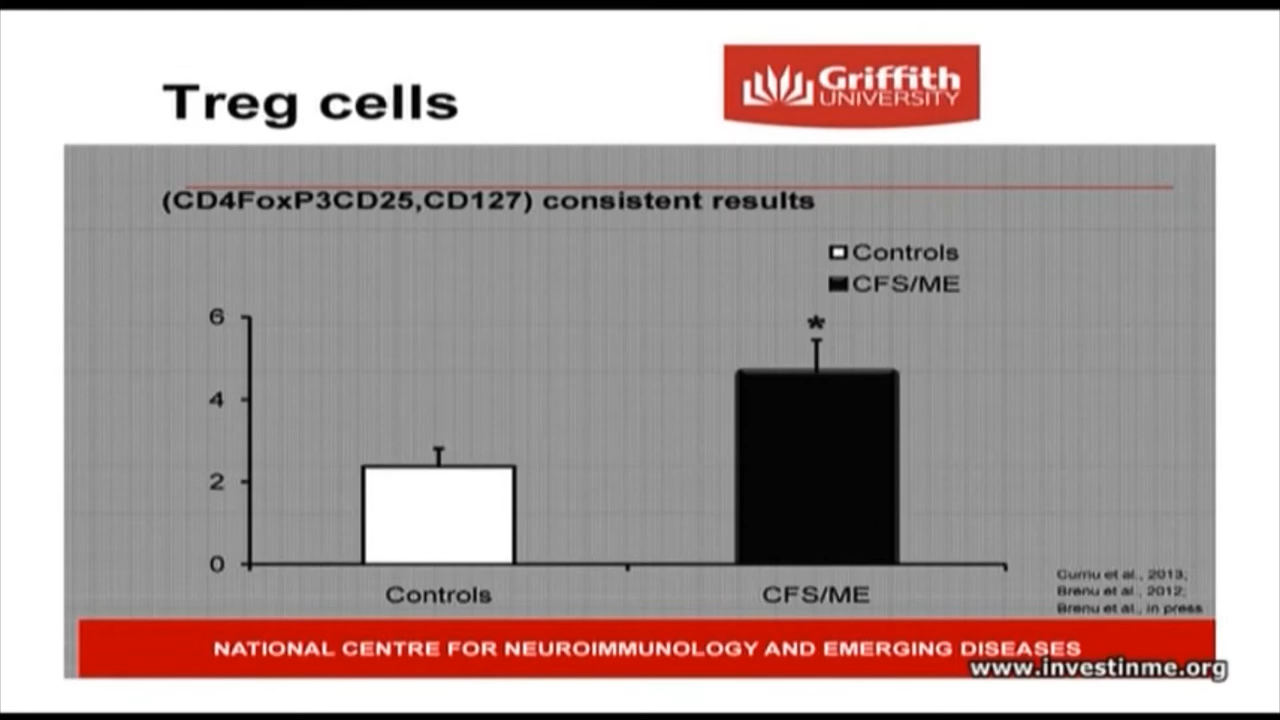 Treg cells
Griffith
UNIVERSITY
(CD4FoxP3CD25,CD127) consistent results
Controls
CFS/ME
6
*
4
2
0
Controls
CFS/ME
Curriu et al., 2013;
Brenu et al., 2012;
Brenu et al., in press
NATIONAL CENTRE FOR NEUROIMMUNOLOGY AND EMERGING DISEASES
www.investinme.org